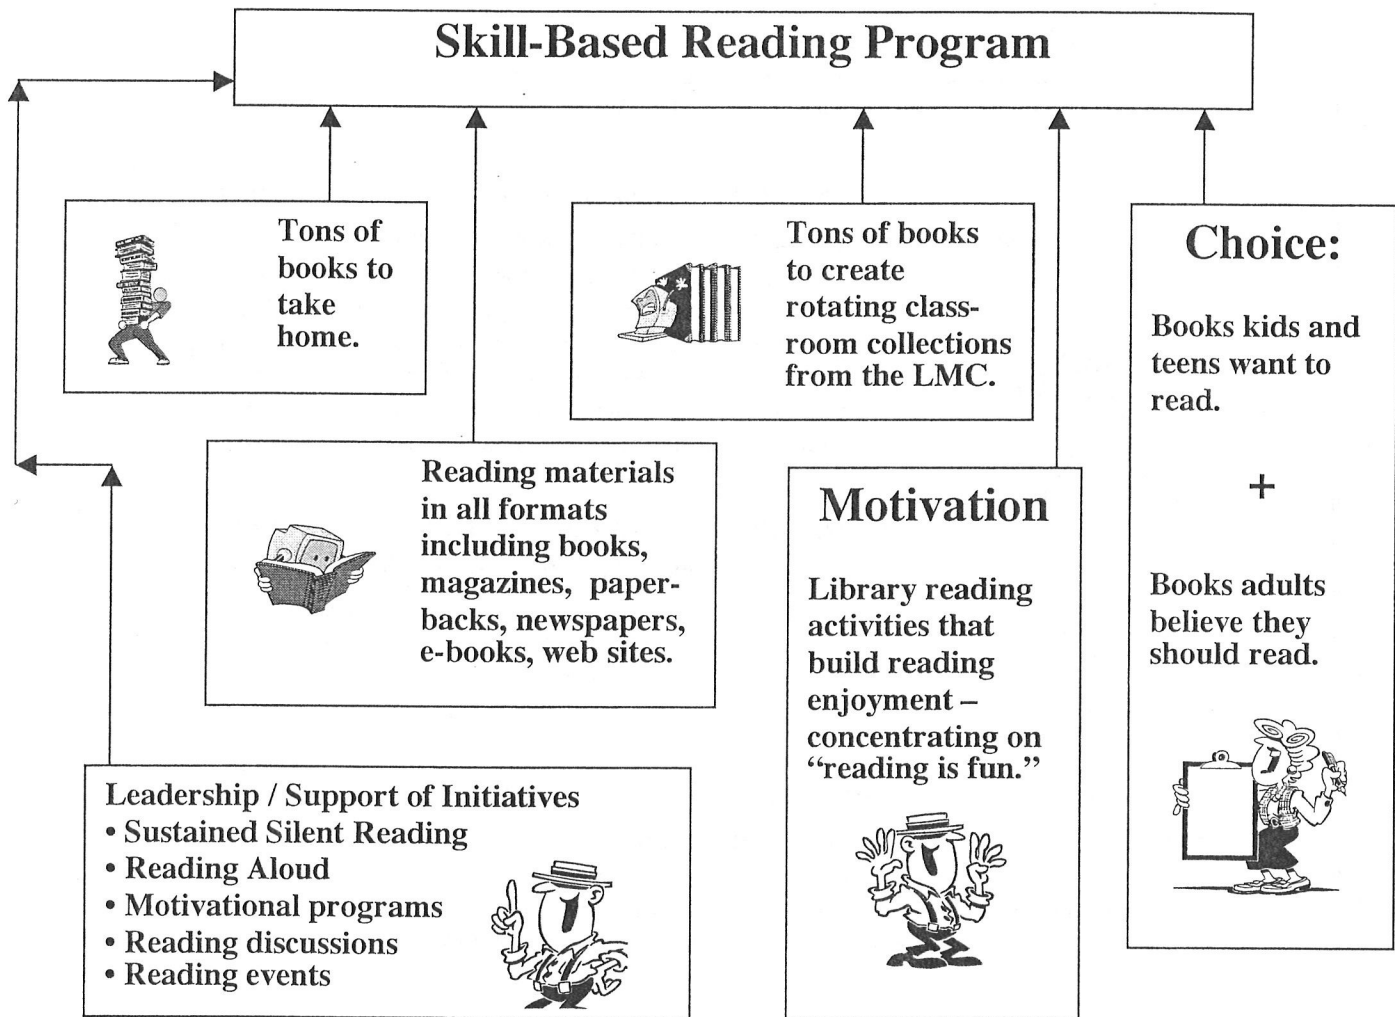 Skill-Based Reading Program
Tons of
books to
take
home.
Tons of books
to create
rotating class-
room collections
from the LMC.
Choice:
Books kids and
teens want to
read.
+
Books adults
believe they
should read.
Reading materials
in all formats
including books,
magazines, paper-
backs, newspapers,
e-books, web sites.
Motivation
Library reading
activities that
build reading
enjoyment –
concentrating on
“reading is fun.”
Leadership / Support of Initiatives
• Sustained Silent Reading
• Reading Aloud
• Motivational programs
• Reading discussions
• Reading events